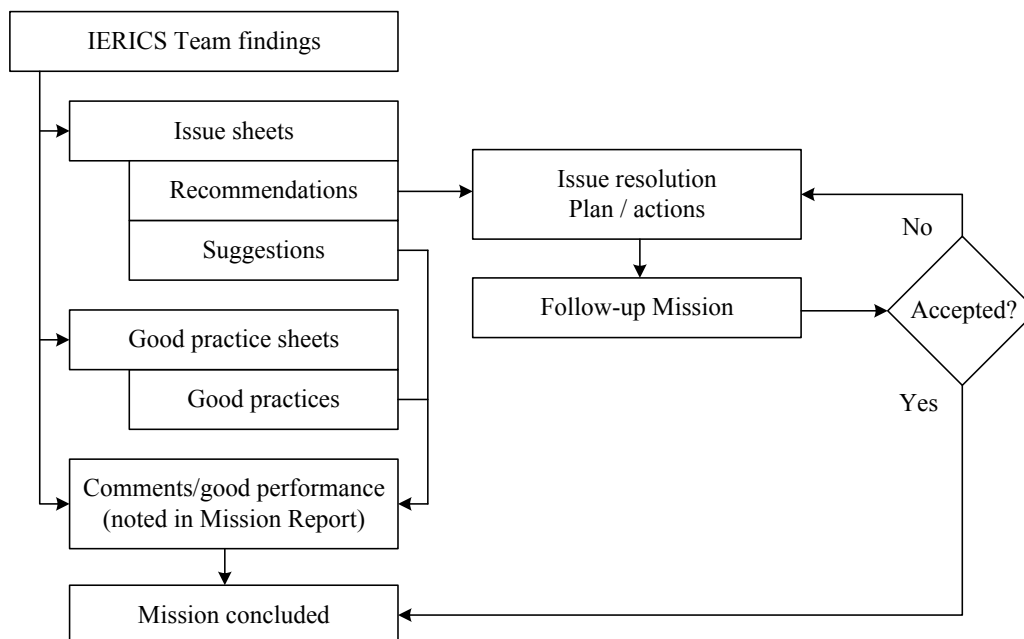 IERICS Team findings
Issue sheets
Recommendations
Suggestions
Good practice sheets
Good practices
Comments/good performance
(noted in Mission Report)
Mission concluded
Issue resolution
Plan / actions
Follow-up Mission
No
Accepted?
Yes